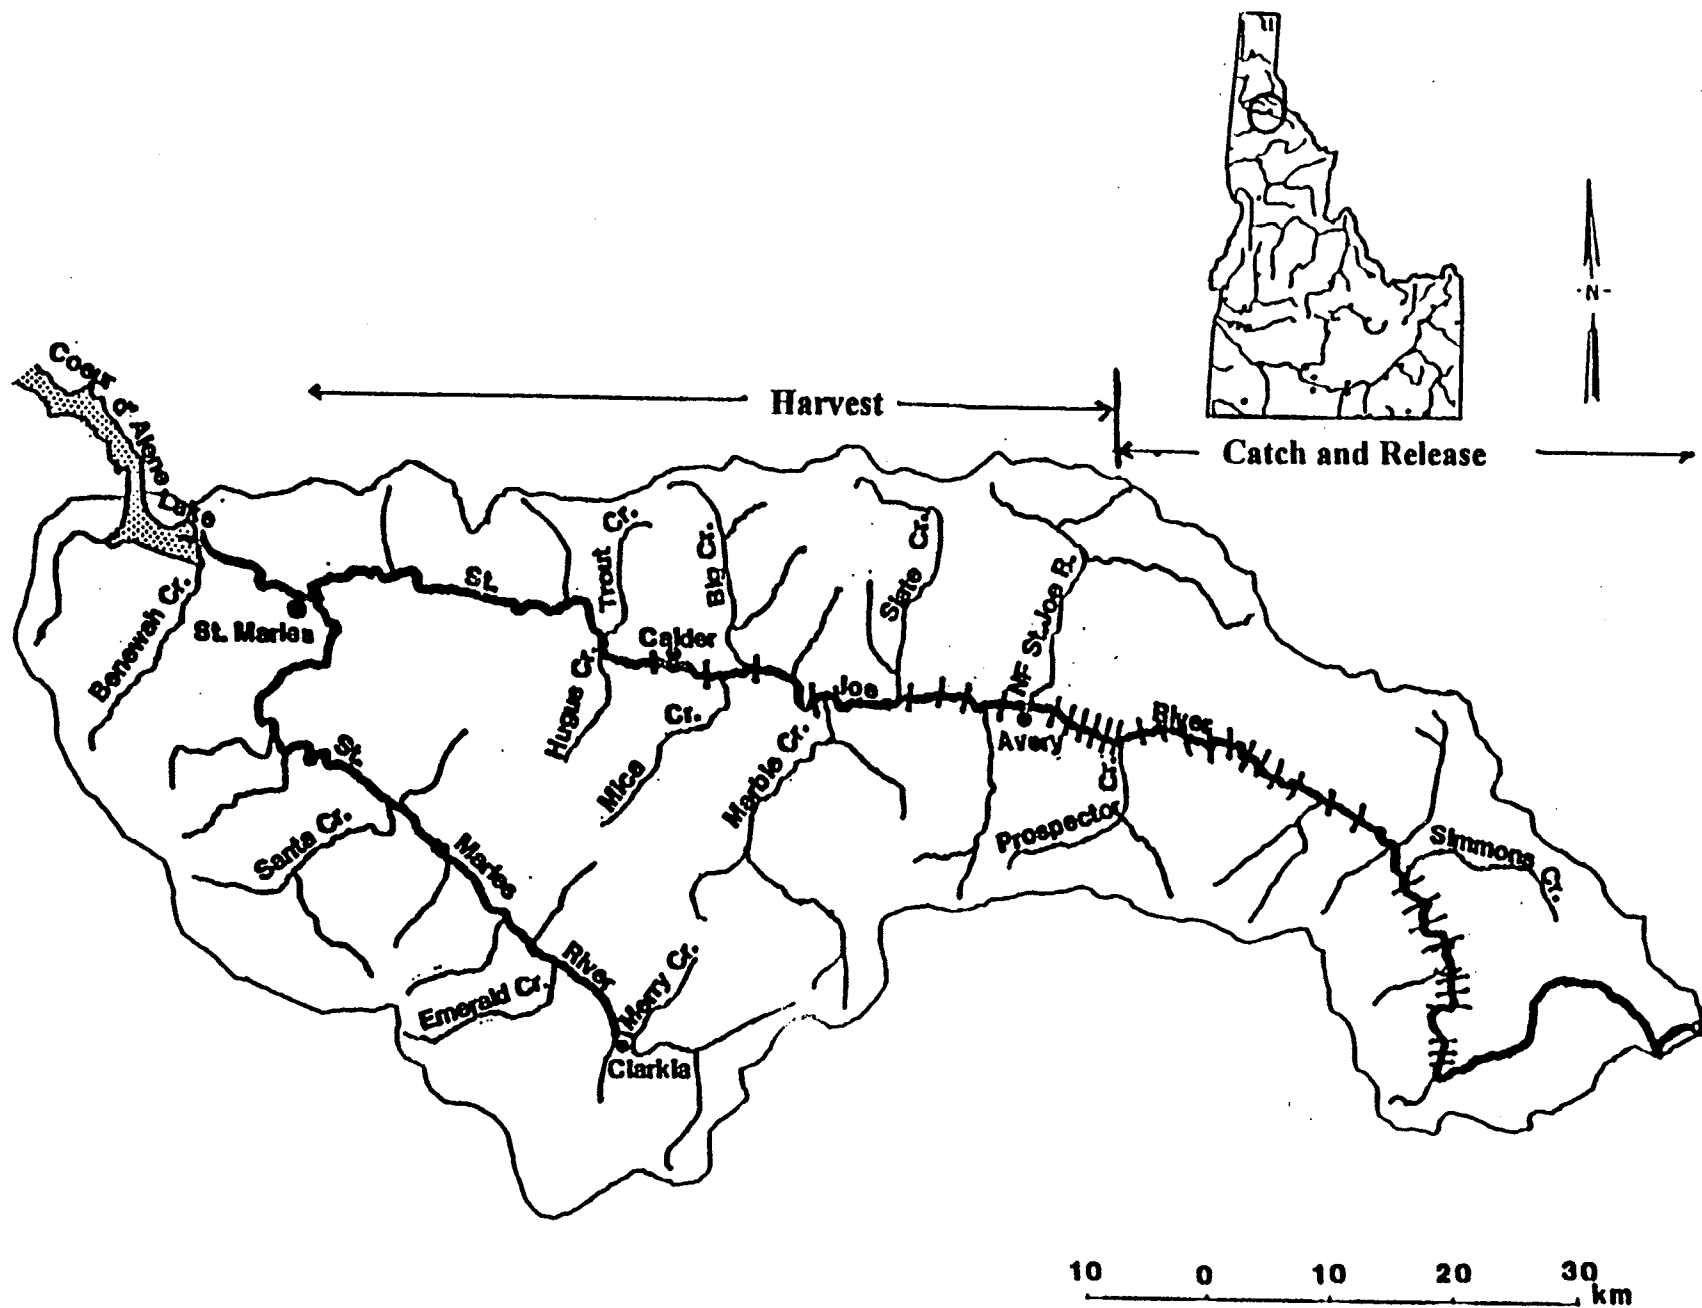 N
Harvest
Catch and Release
Coeur d' Alene Lake
Benewah Cr.
St. Maries
St. Joe River
Trout Cr.
Big Cr.
Slate Cr.
NF St. Joe R.
Calder
Hugus Cr.
Mica Cr.
Marble Cr.
Avery
Prospector Cr.
Simmons Cr.
St. Maries River
Santa Cr.
Emerald Cr.
Merry Cr.
Clarkia
10 0 10 20 30
km